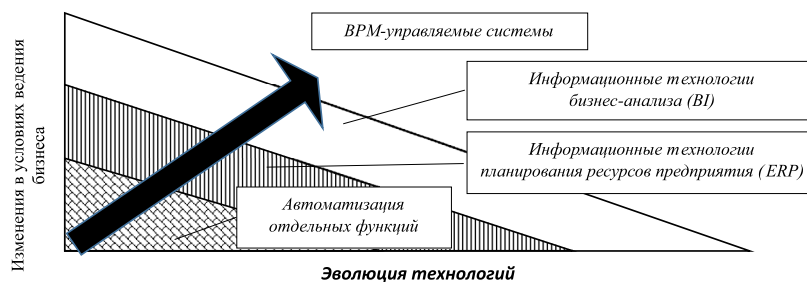 BPM-управляемые системы
Информационные технологии
бизнес-анализа (BI)
Информационные технологии
планирования ресурсов предприятия (ERP)
Автоматизация
отдельных функций
Изменения в условиях ведения
бизнеса
Эволюция технологий